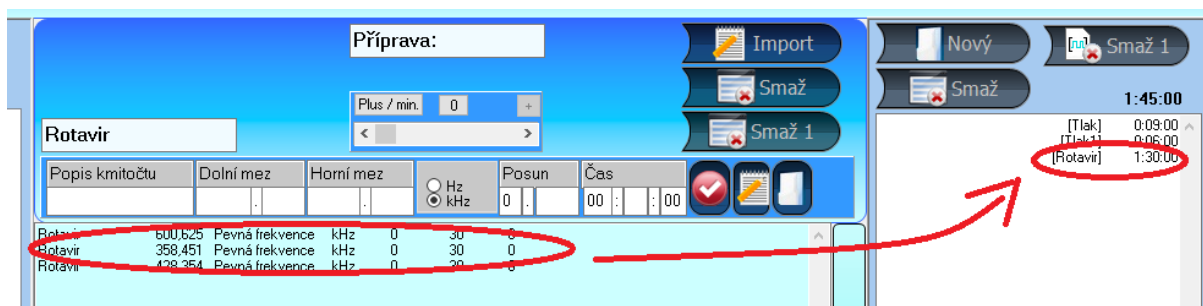 Příprava:
Import
Smaž
Smaž 1
Plus / min. 0 +
Rotavir
Popis kmitočtu Dolní mez Horní mez Hz kHz Posun Čas
. . 0 . 00 : : 00
Rotavir 600,625 Pevná frekvence kHz 0 30 0
Rotavir 358,451 Pevná frekvence kHz 0 30 0
Rotavir 428,354 Pevná frekvence kHz 0 30 0
Nový
Smaž 1
Smaž
1:45:00
[Tlak] 0:09:00
[Tlak1] 0:06:00
[Rotavir] 1:30:00